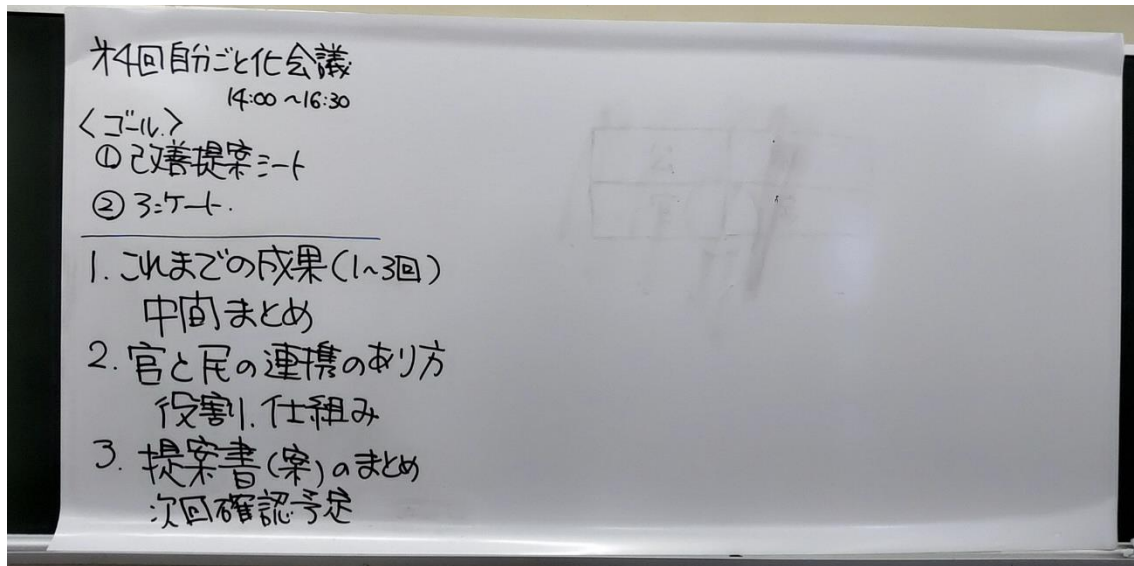 第4回自分ごと化会議
14:00～16:30
〈ゴール〉
①改善提案シート
②アンケート.
1. これまでの成果(1~3回)
中間まとめ
2. 官と民の連携のあり方
役割.仕組み
3. 提案書(案)のまとめ
次回確認予定